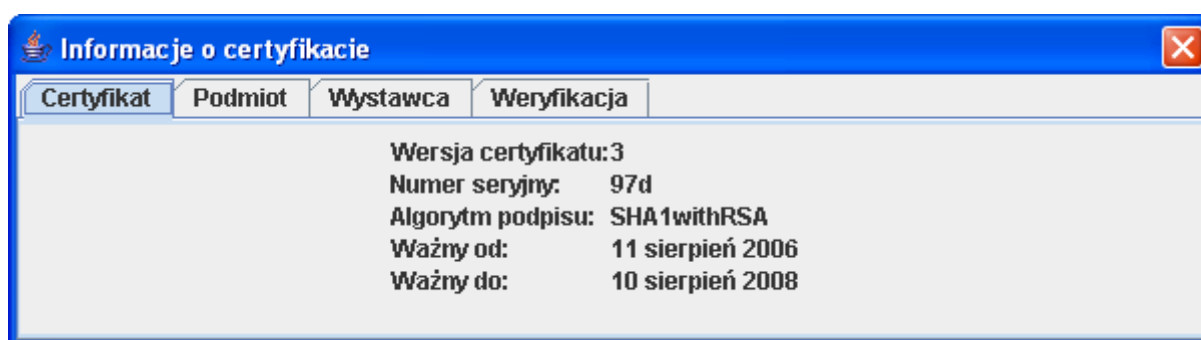 Informacje o certyfikacie
Certyfikat Podmiot Wystawca Weryfikacja
Wersja certyfikatu: 3
Numer seryjny: 97d
Algorytm podpisu: SHA1withRSA
Ważny od: 11 sierpień 2006
Ważny do: 10 sierpień 2008